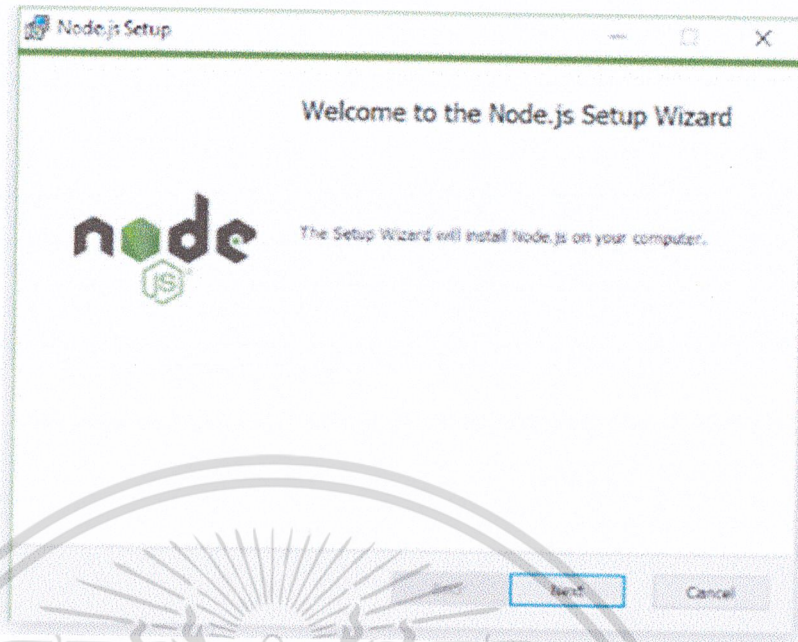 Node.js Setup
Welcome to the Node.js Setup Wizard
node
JS
The Setup Wizard will install Node.js on your computer.
Next
Cancel